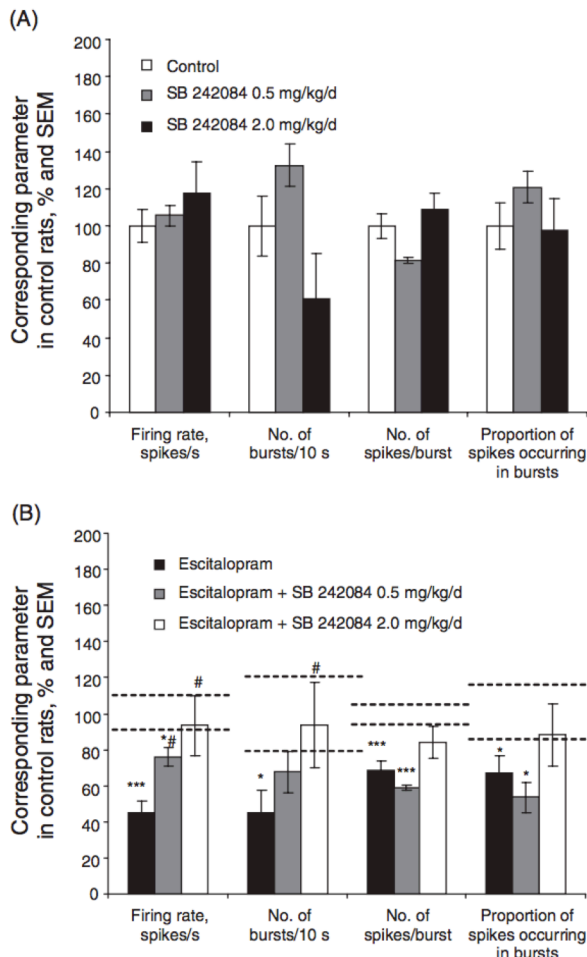 (A)
Corresponding parameter
in control rats, % and SEM
200
180
160
140
120
100
80
60
40
20
0
Control
SB 242084 0.5 mg/kg/d
SB 242084 2.0 mg/kg/d
Firing rate,
spikes/s
No. of
bursts/10 s
No. of
spikes/burst
Proportion of
spikes occurring
in bursts
(B)
Corresponding parameter
in control rats, % and SEM
200
180
160
140
120
100
80
60
40
20
0
Escitalopram
Escitalopram + SB 242084 0.5 mg/kg/d
Escitalopram + SB 242084 2.0 mg/kg/d
***
*#
#
*
#
***
***
*
*
Firing rate,
spikes/s
No. of
bursts/10 s
No. of
spikes/burst
Proportion of
spikes occurring
in bursts